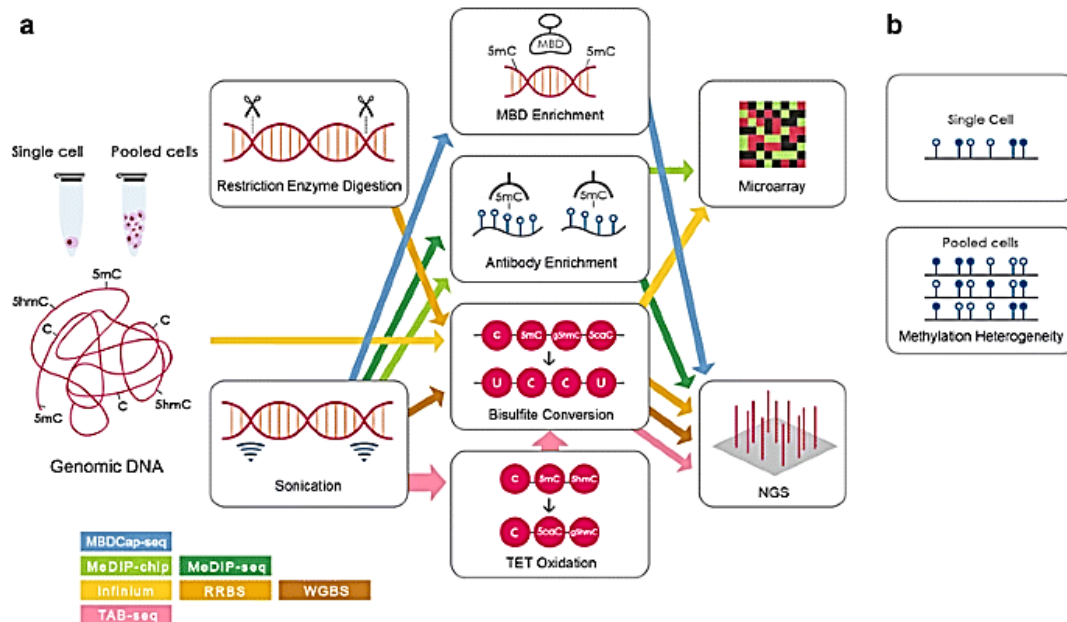 a
b
Single cell
Pooled cells
5mC
5hmC
C
C
C
5hmC
5mC
Genomic DNA
Restriction Enzyme Digestion
Sonication
MBD
5mC
5mC
MBD Enrichment
5mC
5mC
Antibody Enrichment
C 5mC g5hmC 5caC
U C C U
Bisulfite Conversion
C 5mC 5hmC
C 5caC g5hmC
TET Oxidation
Microarray
NGS
Single Cell
Pooled cells
Methylation Heterogeneity
MBDCap-seq
MeDIP-chip MeDIP-seq
Infinium RRBS WGBS
TAB-seq